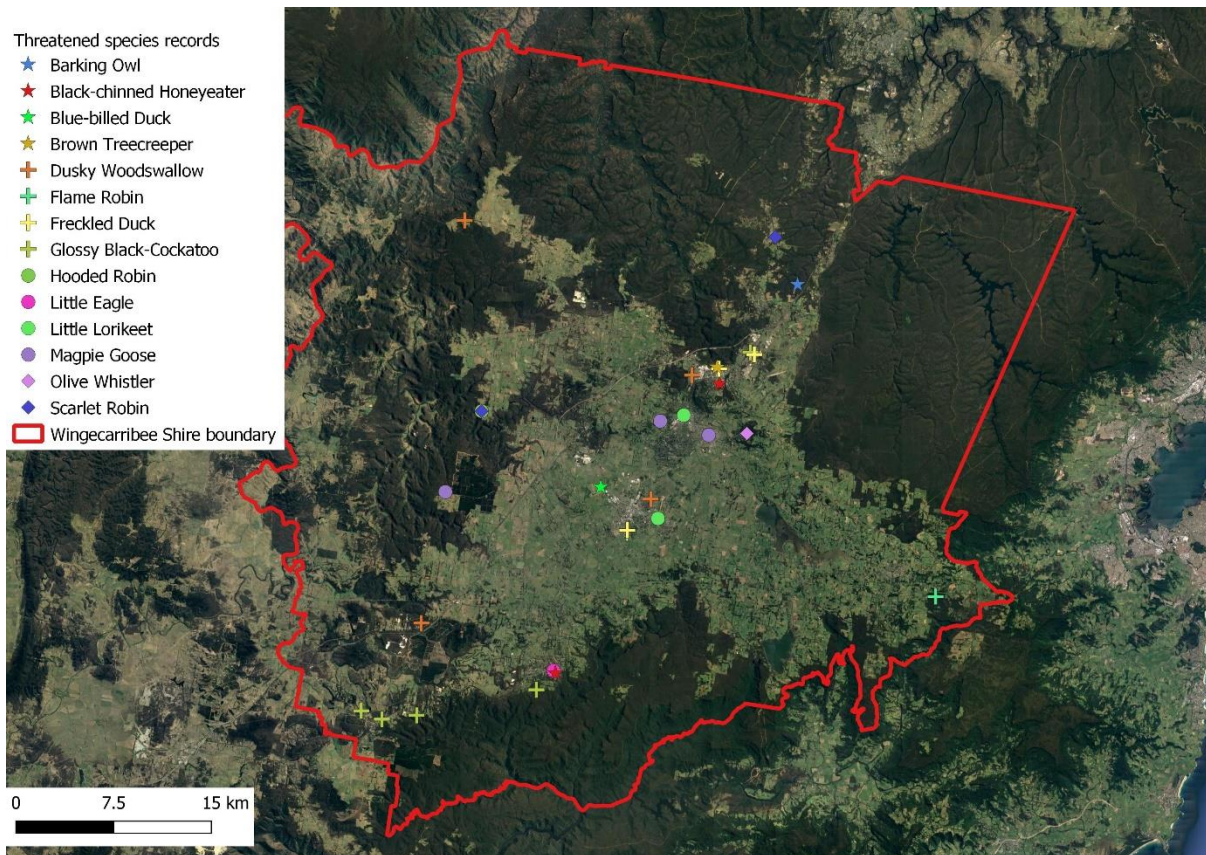 Threatened species records
Barking Owl
Black-chinned Honeyeater
Blue-billed Duck
Brown Treecreeper
Dusky Woodswallow
Flame Robin
Freckled Duck
Glossy Black-Cockatoo
Hooded Robin
Little Eagle
Little Lorikeet
Magpie Goose
Olive Whistler
Scarlet Robin
Wingecarribee Shire boundary
0 7.5 15 km